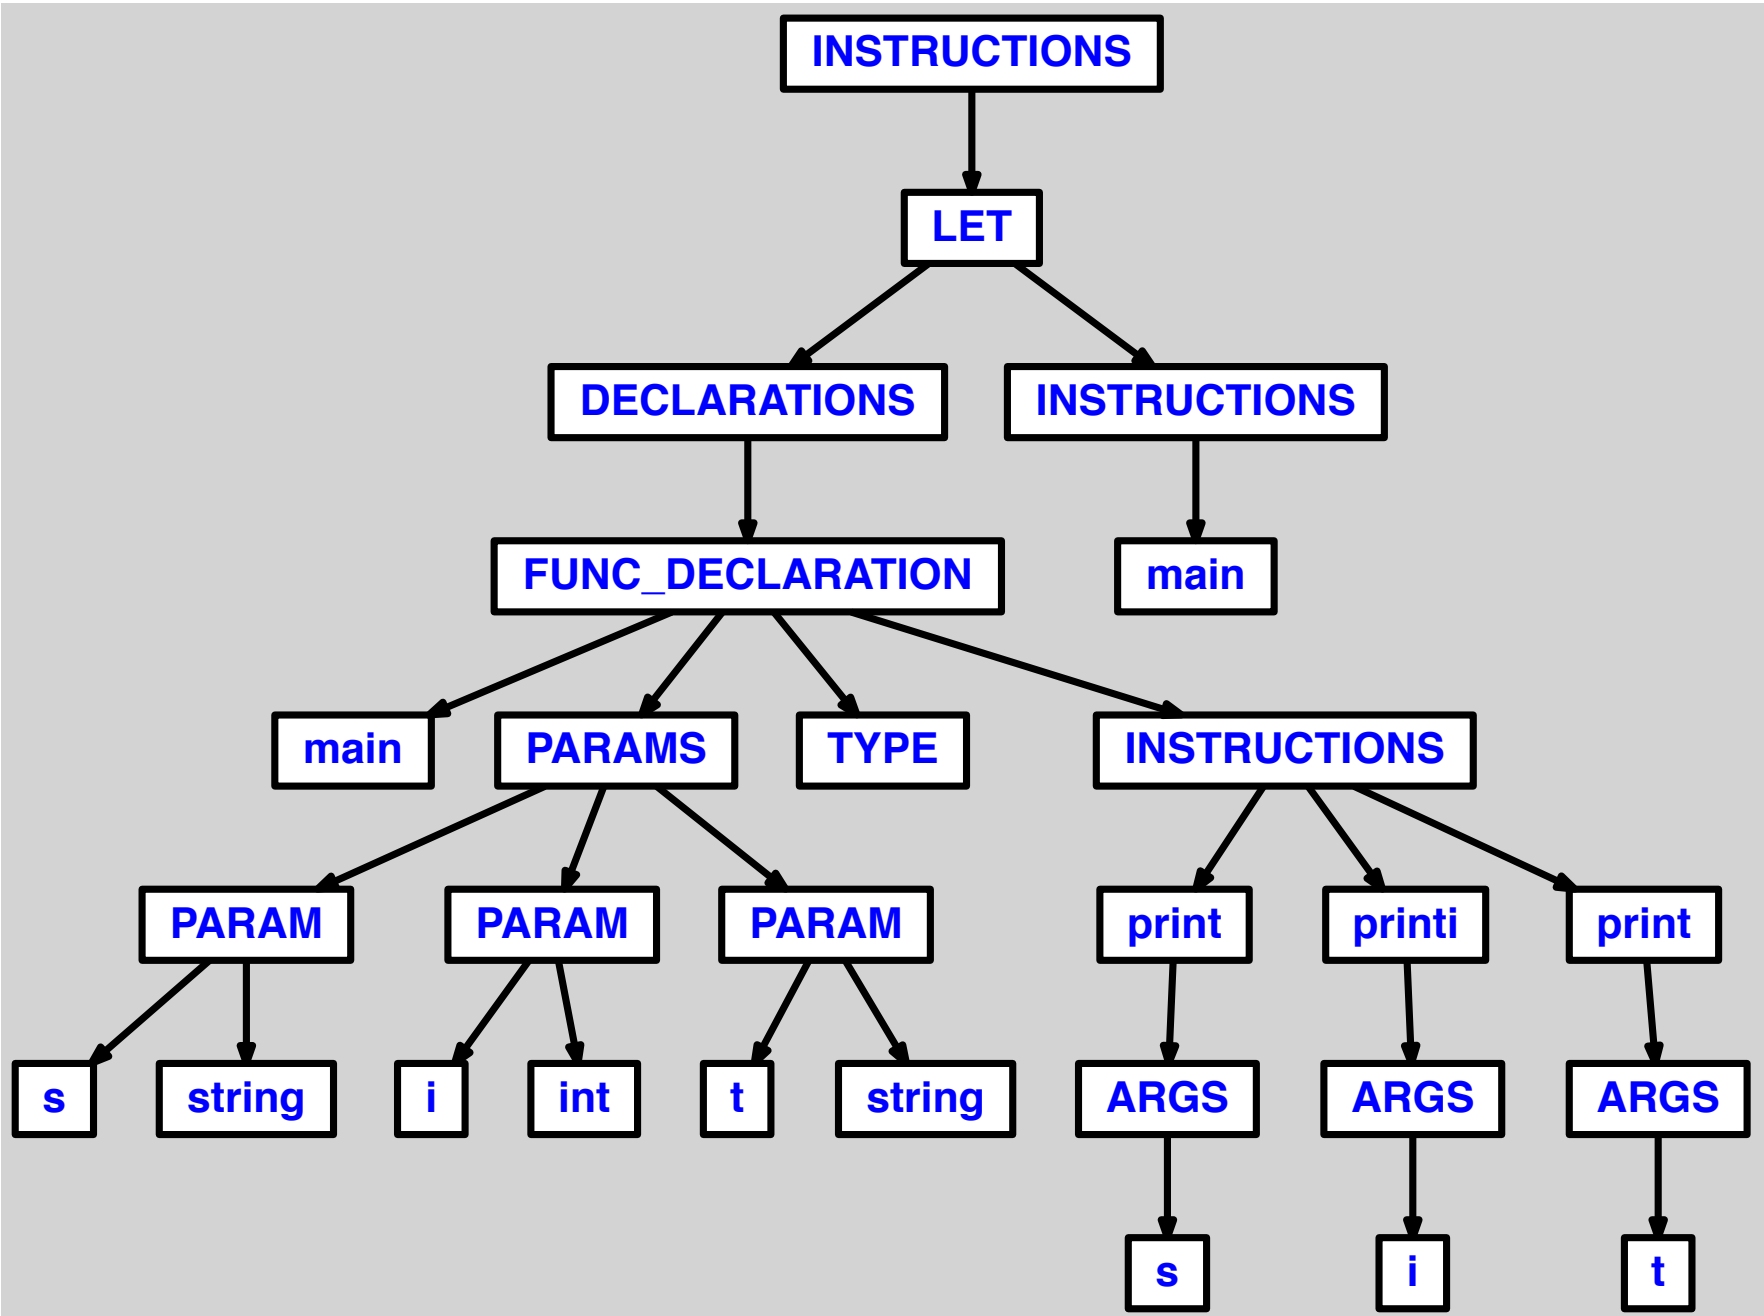 INSTRUCTIONS
LET
DECLARATIONS INSTRUCTIONS
FUNC_DECLARATION main
main PARAMS TYPE INSTRUCTIONS
PARAM PARAM PARAM print printi print
s string i int t string ARGS ARGS ARGS
s i t